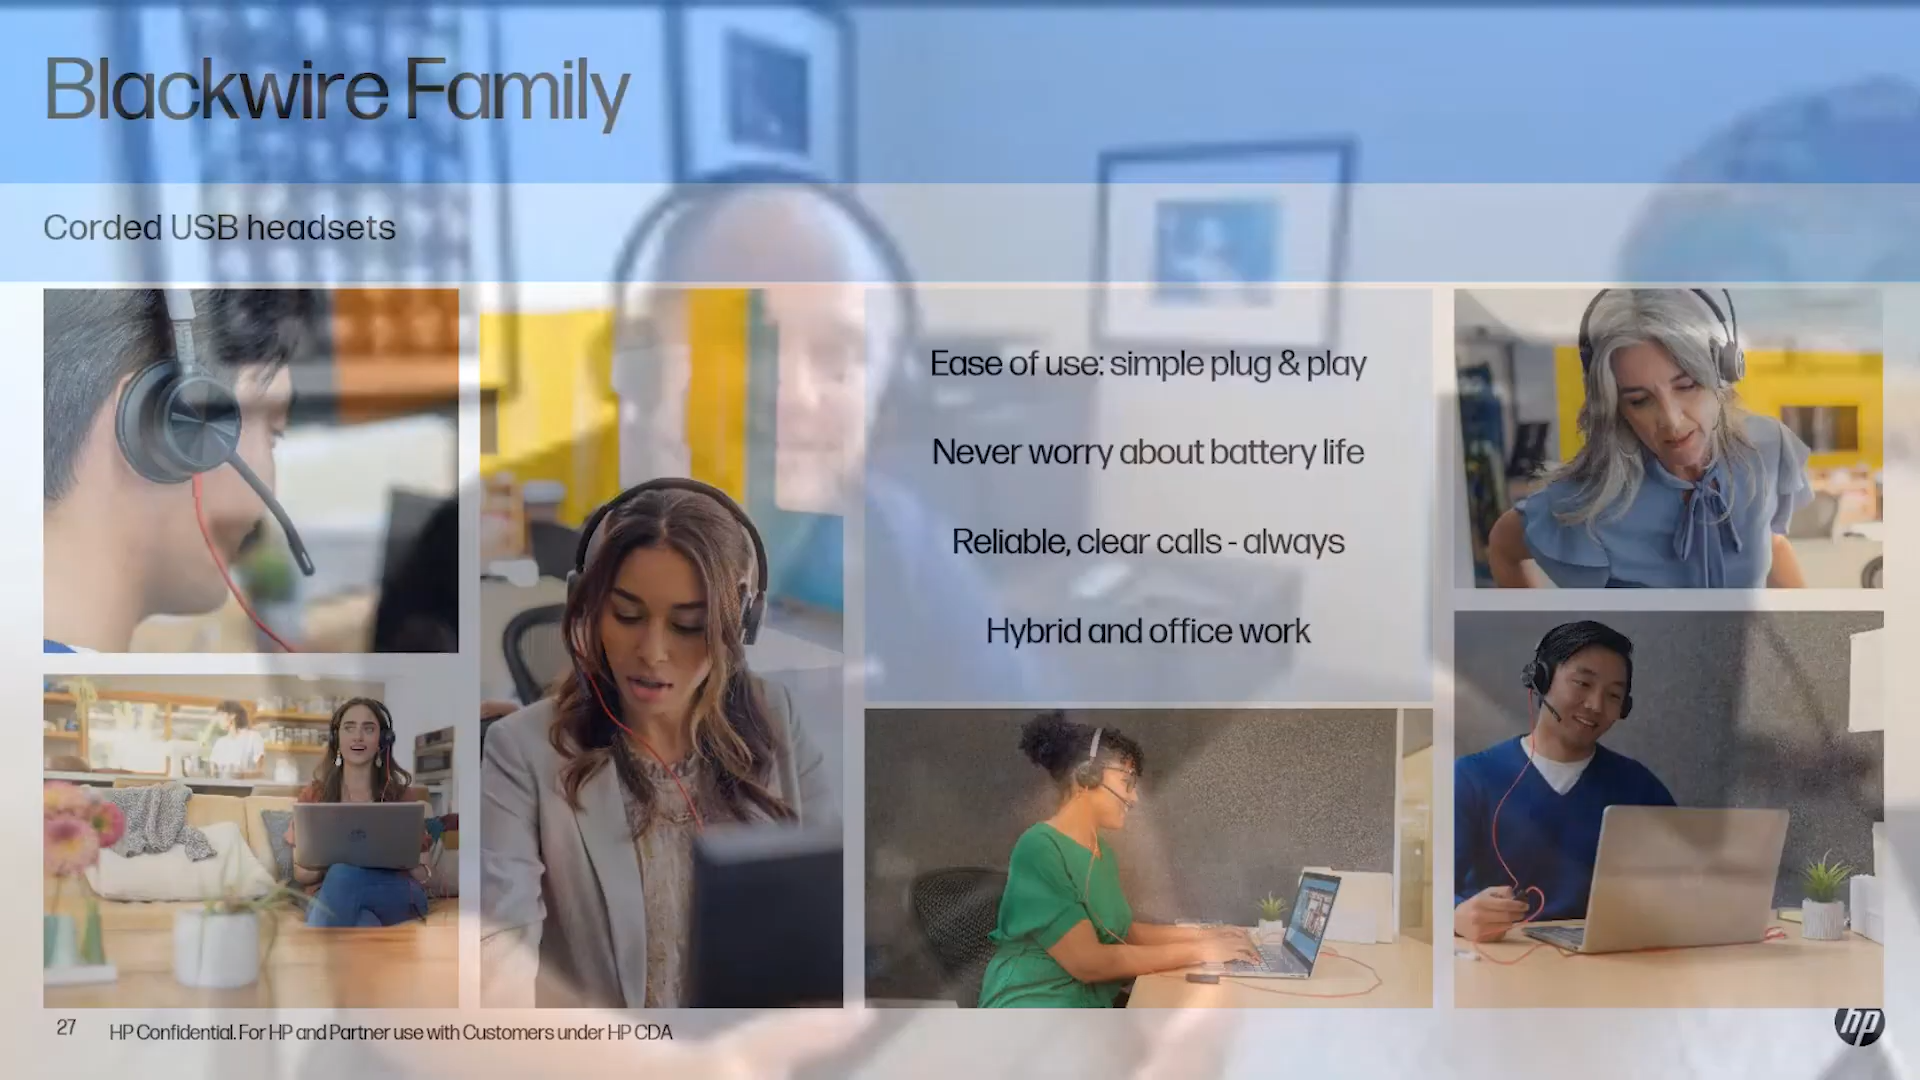 Blackwire Family
Corded USB headsets
Ease of use: simple plug & play
Never worry about battery life
Reliable, clear calls - always
Hybrid and office work
27
HP Confidential. For HP and Partner use with Customers under HP CDA
hp